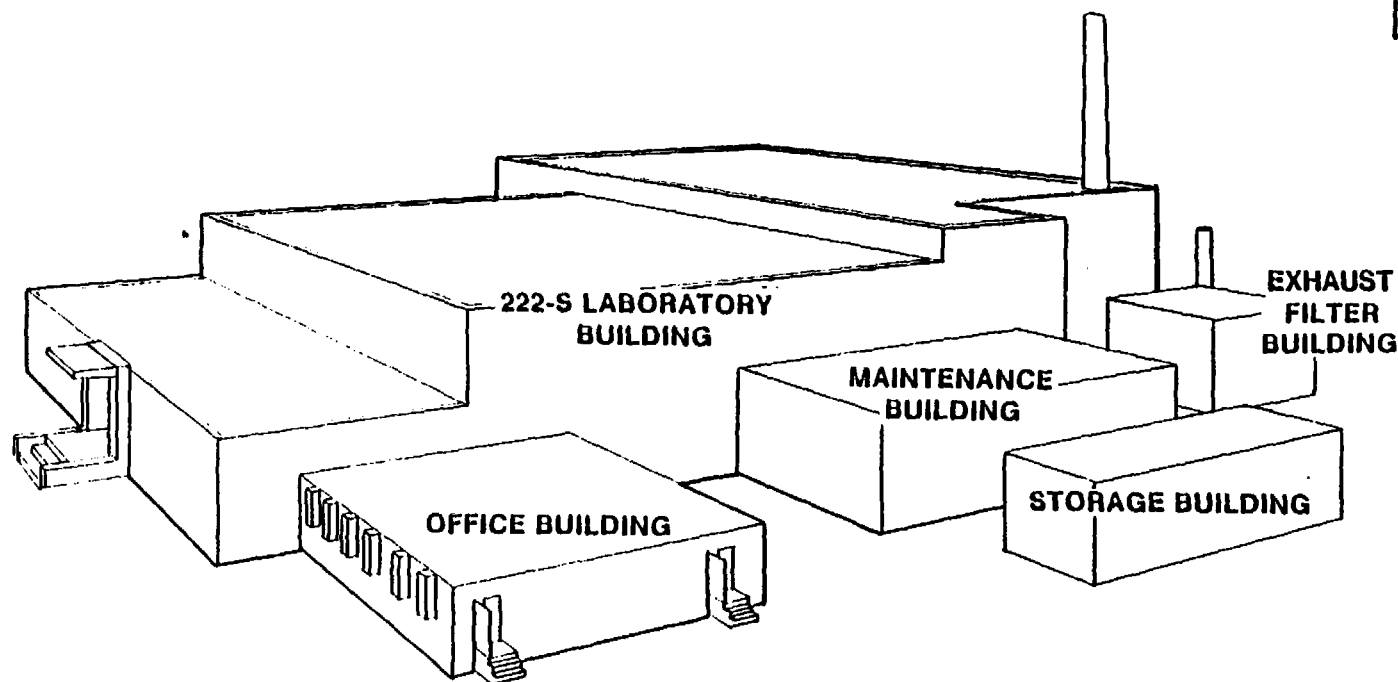 222-S LABORATORY
BUILDING
EXHAUST
FILTER
BUILDING
MAINTENANCE
BUILDING
STORAGE BUILDING
OFFICE BUILDING